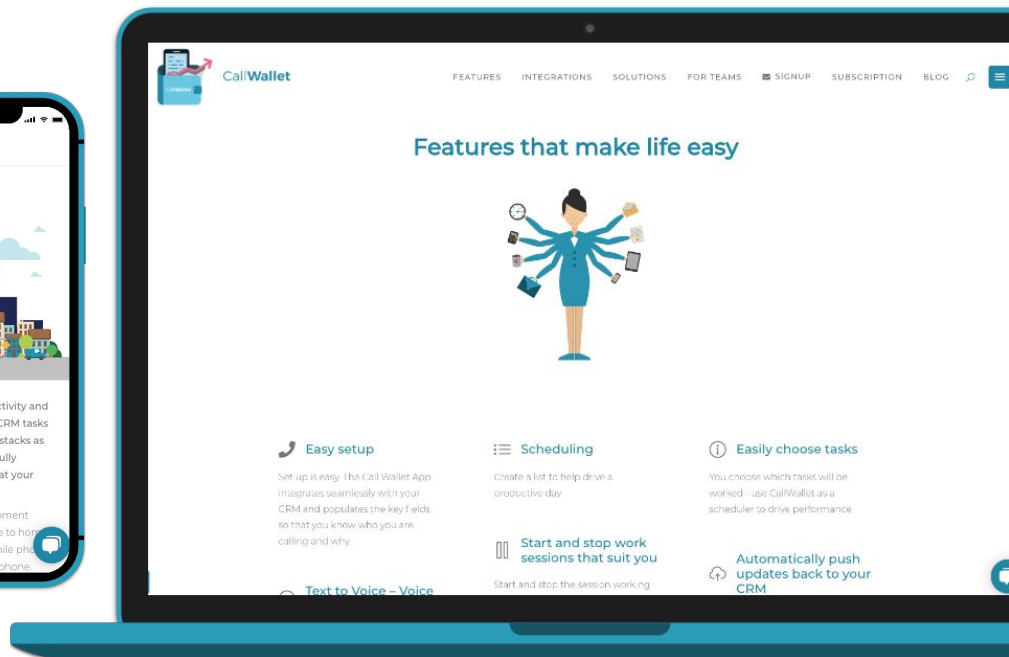 CallWallet
FEATURES INTEGRATIONS SOLUTIONS FOR TEAMS SIGNUP SUBSCRIPTION BLOG
Features that make life easy
Easy setup
Set up is easy. The Call Wallet App
integrates seamlessly with your
CRM and populates the key fields
so that you know who you are
calling and why.
Text to Voice – Voice
Scheduling
Create a list to help drive a
productive day
Start and stop work
sessions that suit you
Start and stop the session working
Easily choose tasks
You choose which tasks will be
worked - use CallWallet as a
scheduler to drive performance
Automatically push
updates back to your
CRM
tivity and
CRM tasks
stacks as
ully
at your
ment
e to hom
bile pho
phone.